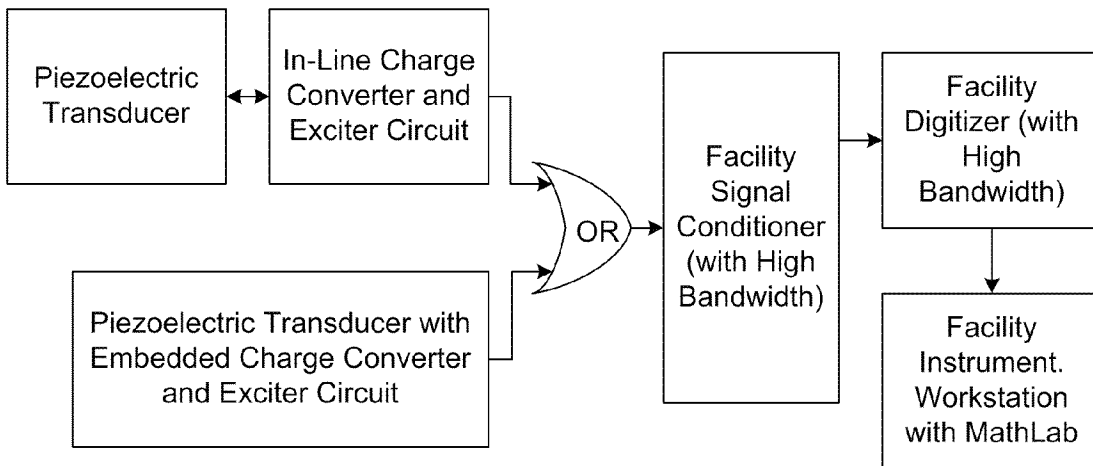 Piezoelectric
Transducer
In-Line Charge
Converter and
Exciter Circuit
Piezoelectric Transducer with
Embedded Charge Converter
and Exciter Circuit
OR
Facility
Signal
Conditioner
(with High
Bandwidth)
Facility
Digitizer (with
High
Bandwidth)
Facility
Instrument.
Workstation
with MathLab